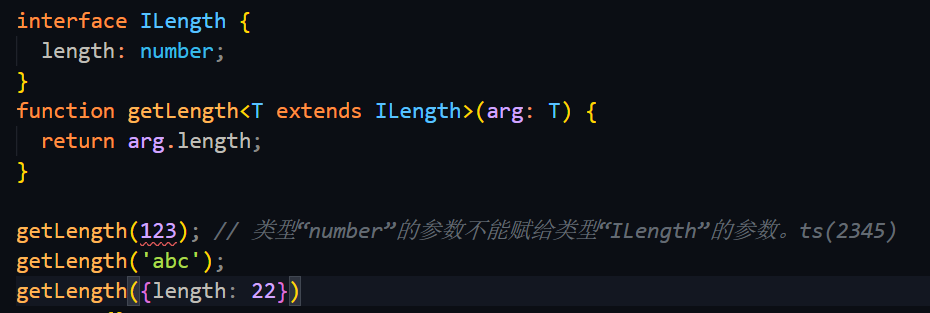 interface ILength {
  length: number;
}
function getLength<T extends ILength>(arg: T) {
  return arg.length;
}
getLength(123); // 类型“number”的参数不能赋给类型“ILength”的参数。ts(2345)
getLength('abc');
getLength({length: 22})